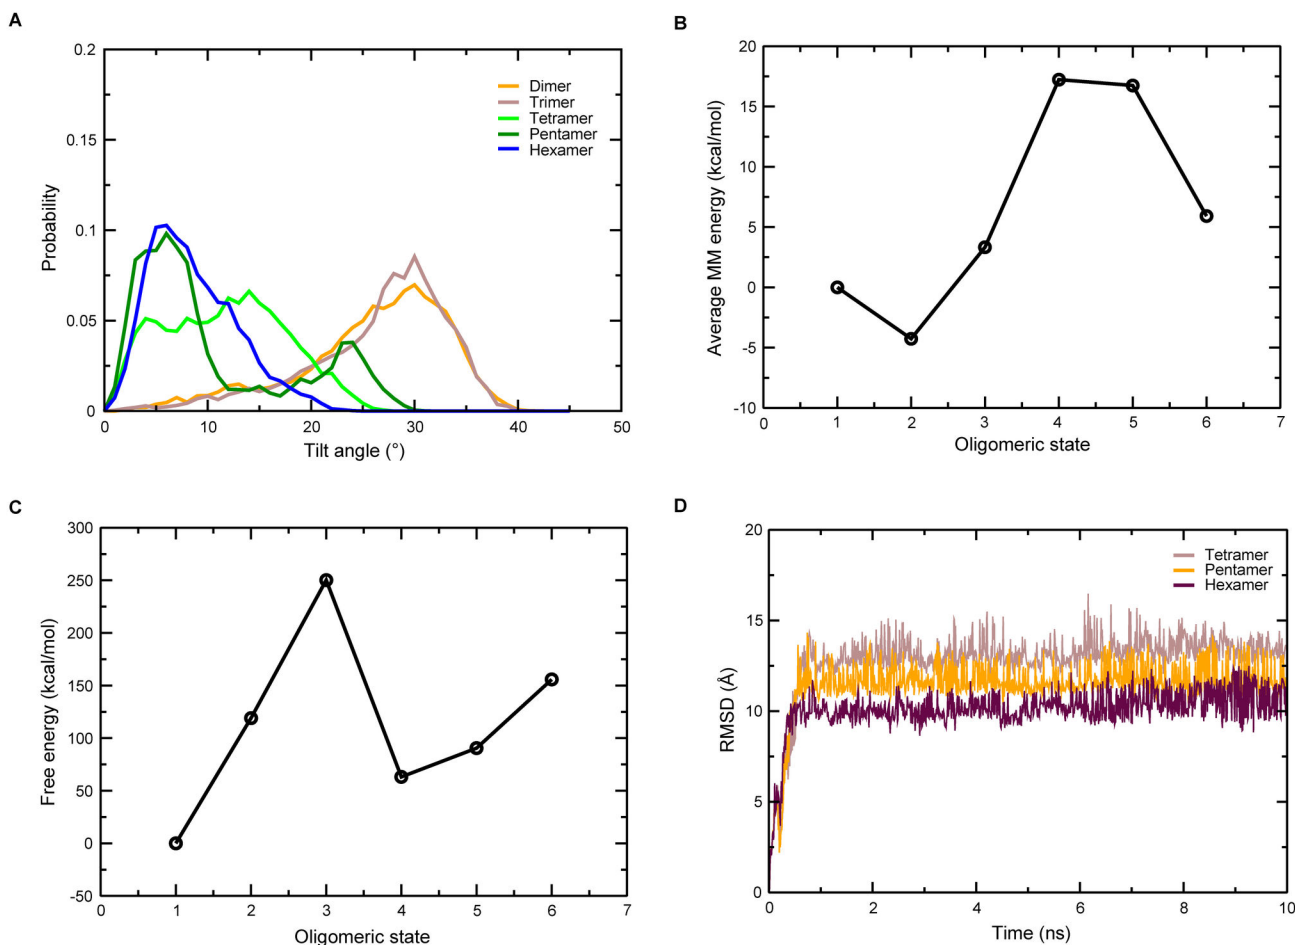 A
0.2
0.15
0.1
0.05
0
Probability
0
10
20
30
40
50
Tilt angle (°)
Dimer
Trimer
Tetramer
Pentamer
Hexamer
B
20
15
10
5
0
-5
-10
Average MM energy (kcal/mol)
0
1
2
3
4
5
6
7
Oligomeric state
C
300
250
200
150
100
50
0
-50
Free energy (kcal/mol)
0
1
2
3
4
5
6
7
Oligomeric state
D
20
15
10
5
0
RMSD (Å)
0
2
4
6
8
10
Time (ns)
Tetramer
Pentamer
Hexamer